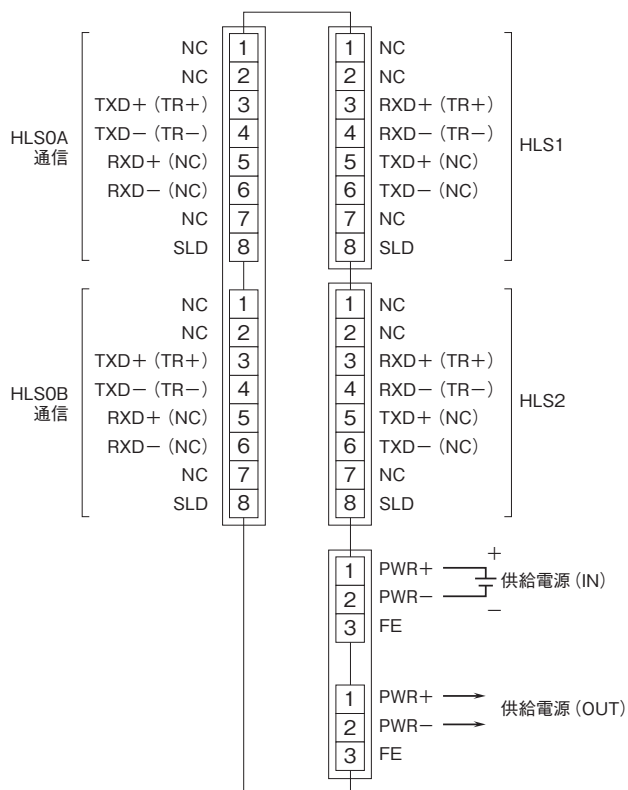 HLS0A
通信
NC 1
NC 2
TXD+ (TR+) 3
TXD− (TR−) 4
RXD+ (NC) 5
RXD− (NC) 6
NC 7
SLD 8
1 NC
2 NC
3 RXD+ (TR+)
4 RXD− (TR−)
5 TXD+ (NC)
6 TXD− (NC)
7 NC
8 SLD
HLS1
HLS0B
通信
NC 1
NC 2
TXD+ (TR+) 3
TXD− (TR−) 4
RXD+ (NC) 5
RXD− (NC) 6
NC 7
SLD 8
1 NC
2 NC
3 RXD+ (TR+)
4 RXD− (TR−)
5 TXD+ (NC)
6 TXD− (NC)
7 NC
8 SLD
HLS2
1 PWR+
2 PWR−
3 FE
+
供給電源 (IN)
−
1 PWR+
2 PWR−
3 FE
供給電源 (OUT)